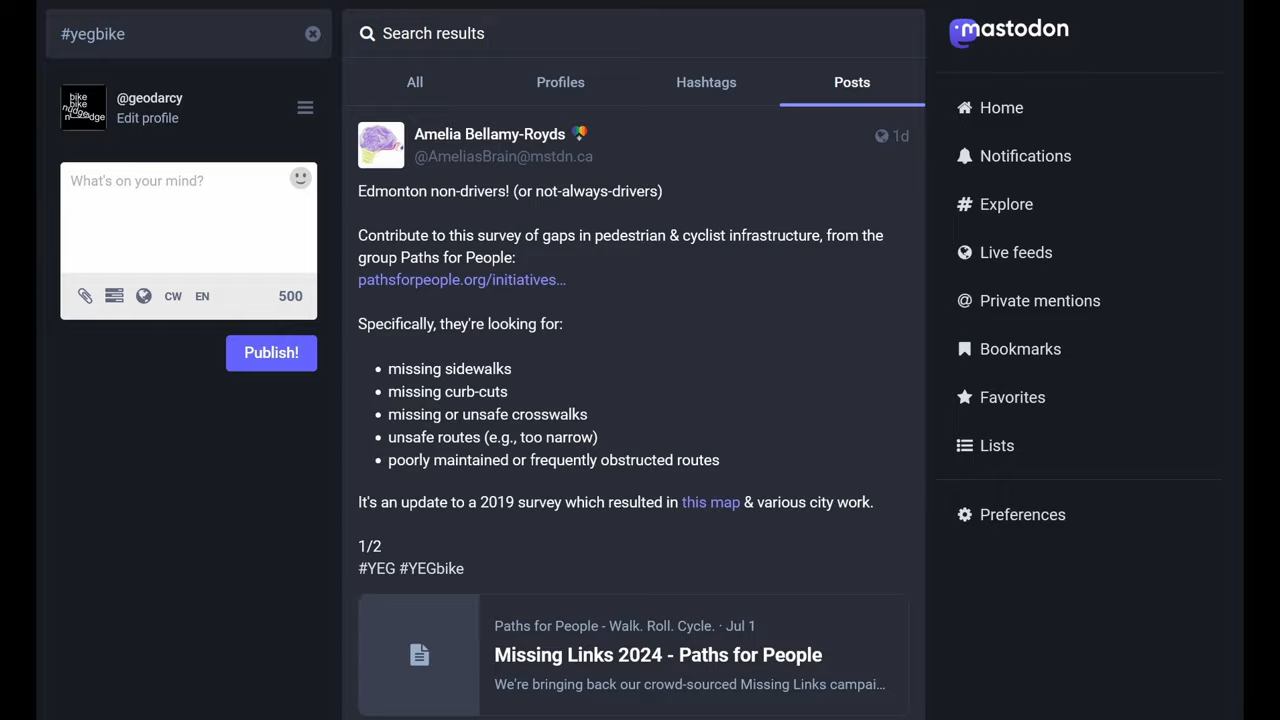 #yegbike
bike
bike
nudge
n__ndge
@geodarcy
Edit profile
What's on your mind?
CW EN 500
Publish!
Search results
All Profiles Hashtags Posts
Amelia Bellamy-Royds
@AmeliasBrain@mstdn.ca
1d
Edmonton non-drivers! (or not-always-drivers)
Contribute to this survey of gaps in pedestrian & cyclist infrastructure, from the
group Paths for People:
pathsforpeople.org/initiatives...
Specifically, they're looking for:
• missing sidewalks
• missing curb-cuts
• missing or unsafe crosswalks
• unsafe routes (e.g., too narrow)
• poorly maintained or frequently obstructed routes
It's an update to a 2019 survey which resulted in this map & various city work.
1/2
#YEG #YEGbike
Paths for People - Walk. Roll. Cycle. · Jul 1
Missing Links 2024 - Paths for People
We're bringing back our crowd-sourced Missing Links campai...
mastodon
Home
Notifications
Explore
Live feeds
Private mentions
Bookmarks
Favorites
Lists
Preferences